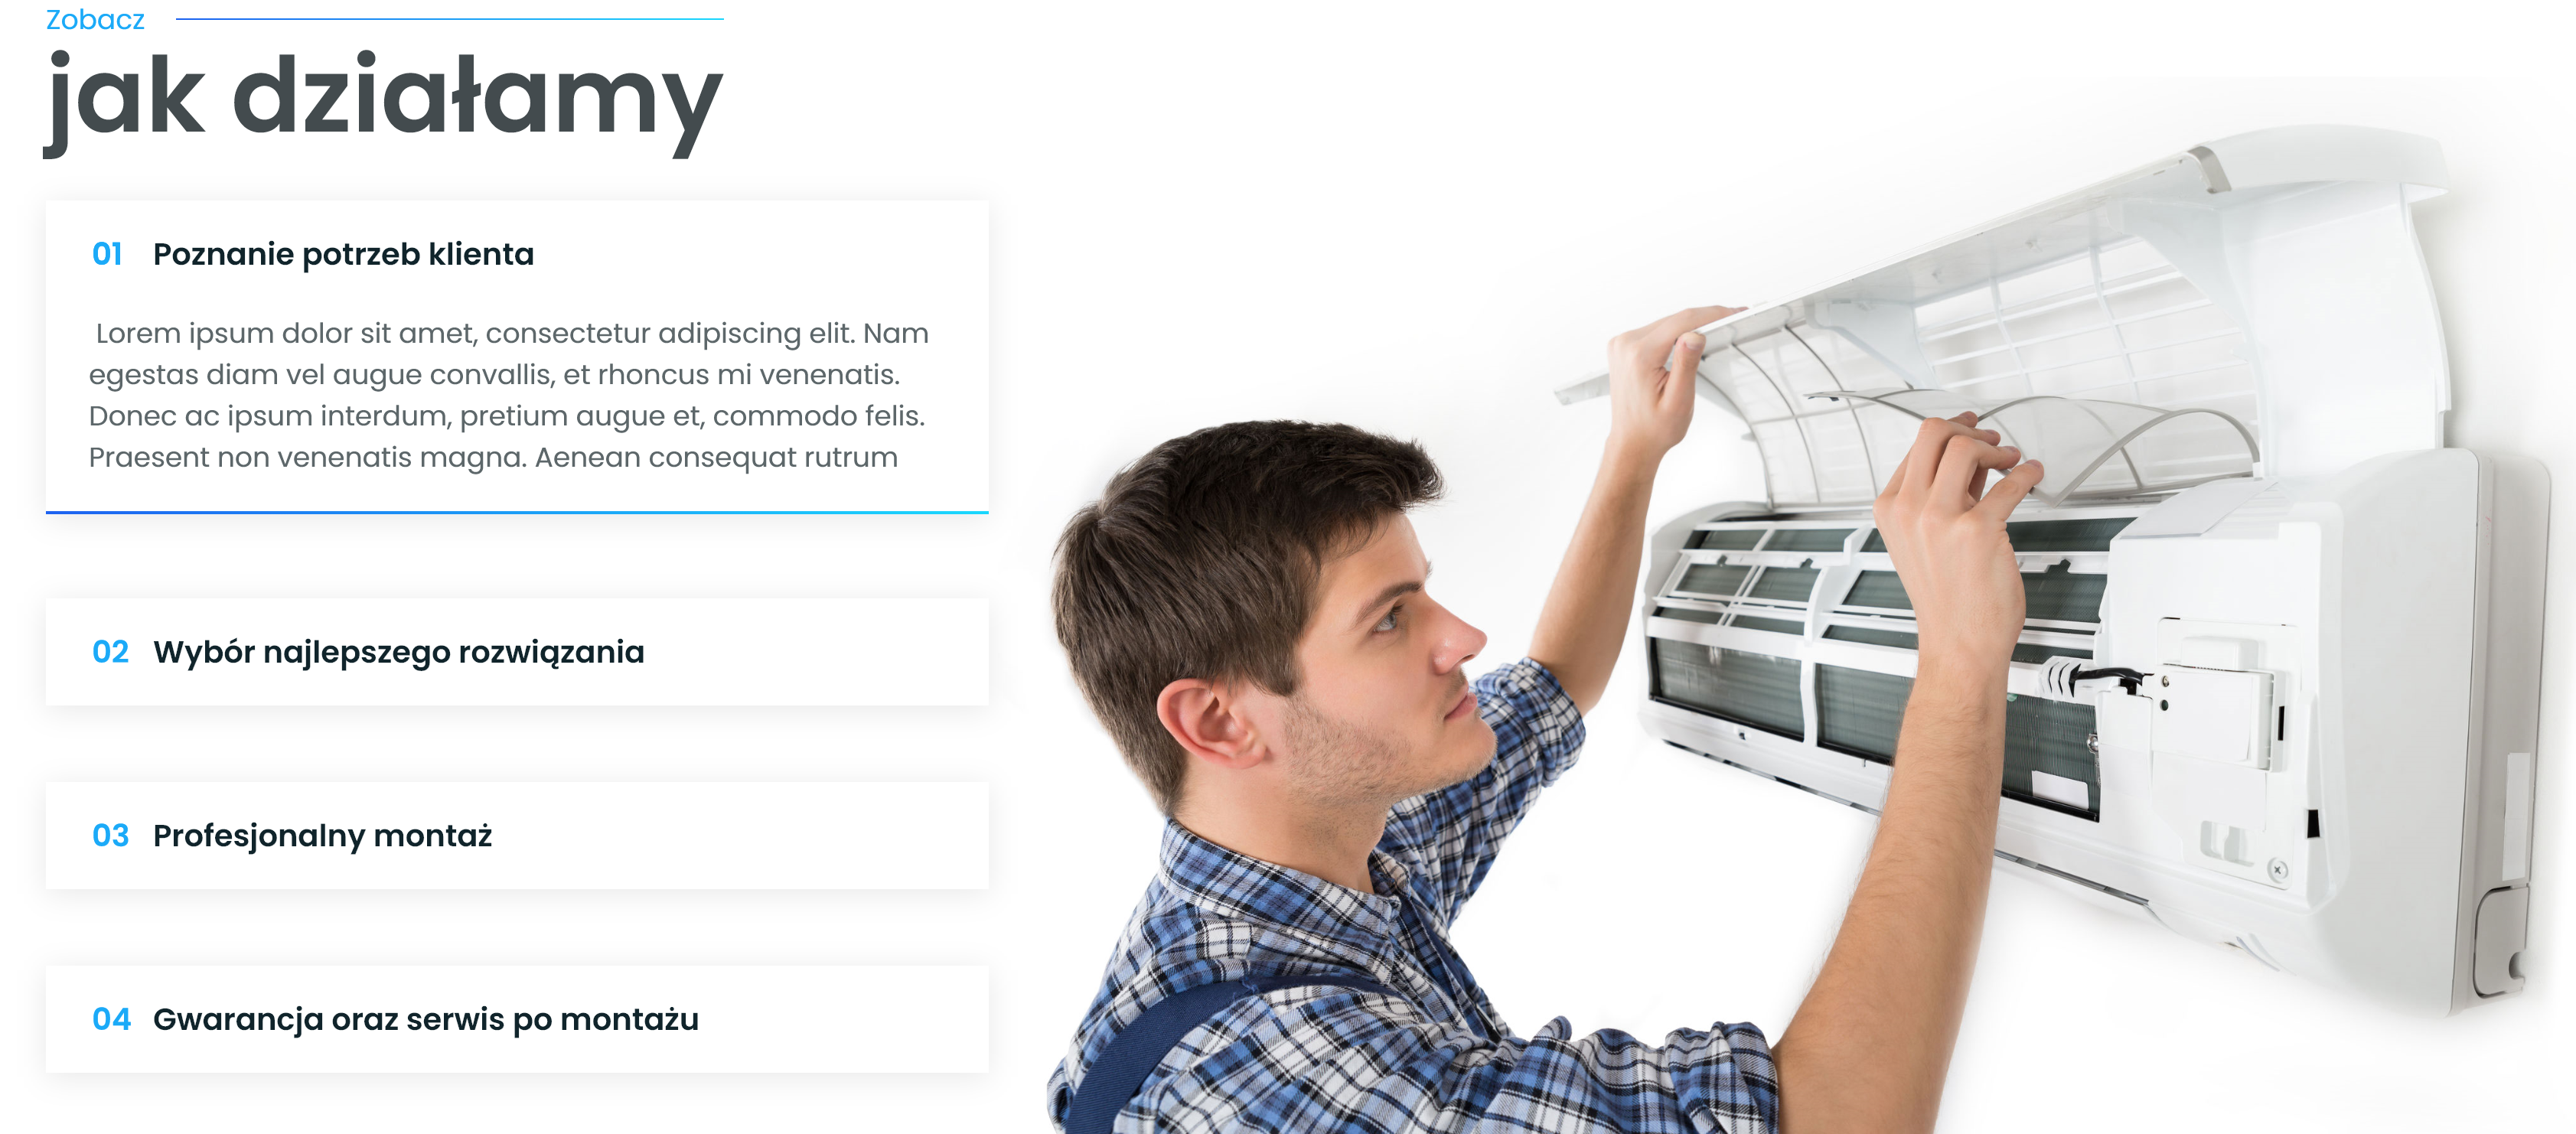 Zobacz
jak działamy
01 Poznanie potrzeb klienta
Lorem ipsum dolor sit amet, consectetur adipiscing elit. Nam
egestas diam vel augue convallis, et rhoncus mi venenatis.
Donec ac ipsum interdum, pretium augue et, commodo felis.
Praesent non venenatis magna. Aenean consequat rutrum
02 Wybór najlepszego rozwiązania
03 Profesjonalny montaż
04 Gwarancja oraz serwis po montażu